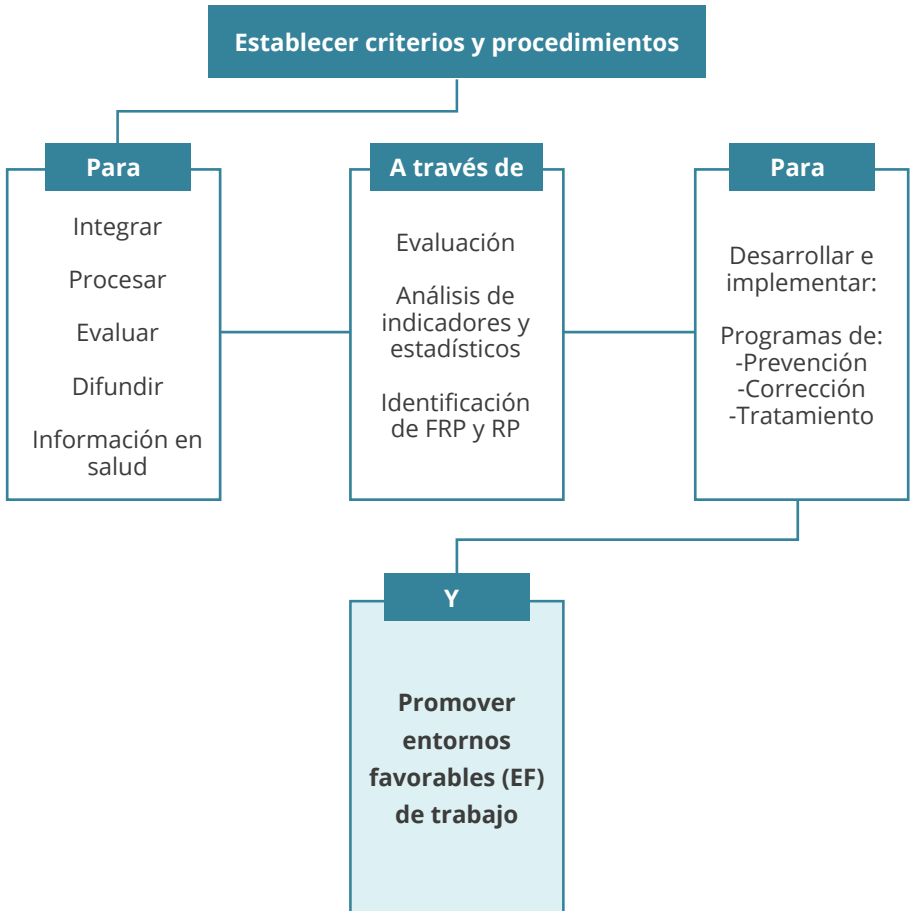 Establecer criterios y procedimientos
Para
Integrar
Procesar
Evaluar
Difundir
Información en
salud
A través de
Evaluación
Análisis de
indicadores y
estadísticos
Identificación
de FRP y RP
Para
Desarrollar e
implementar:
Programas de:
-Prevención
-Corrección
-Tratamiento
Y
Promover
entornos
favorables (EF)
de trabajo